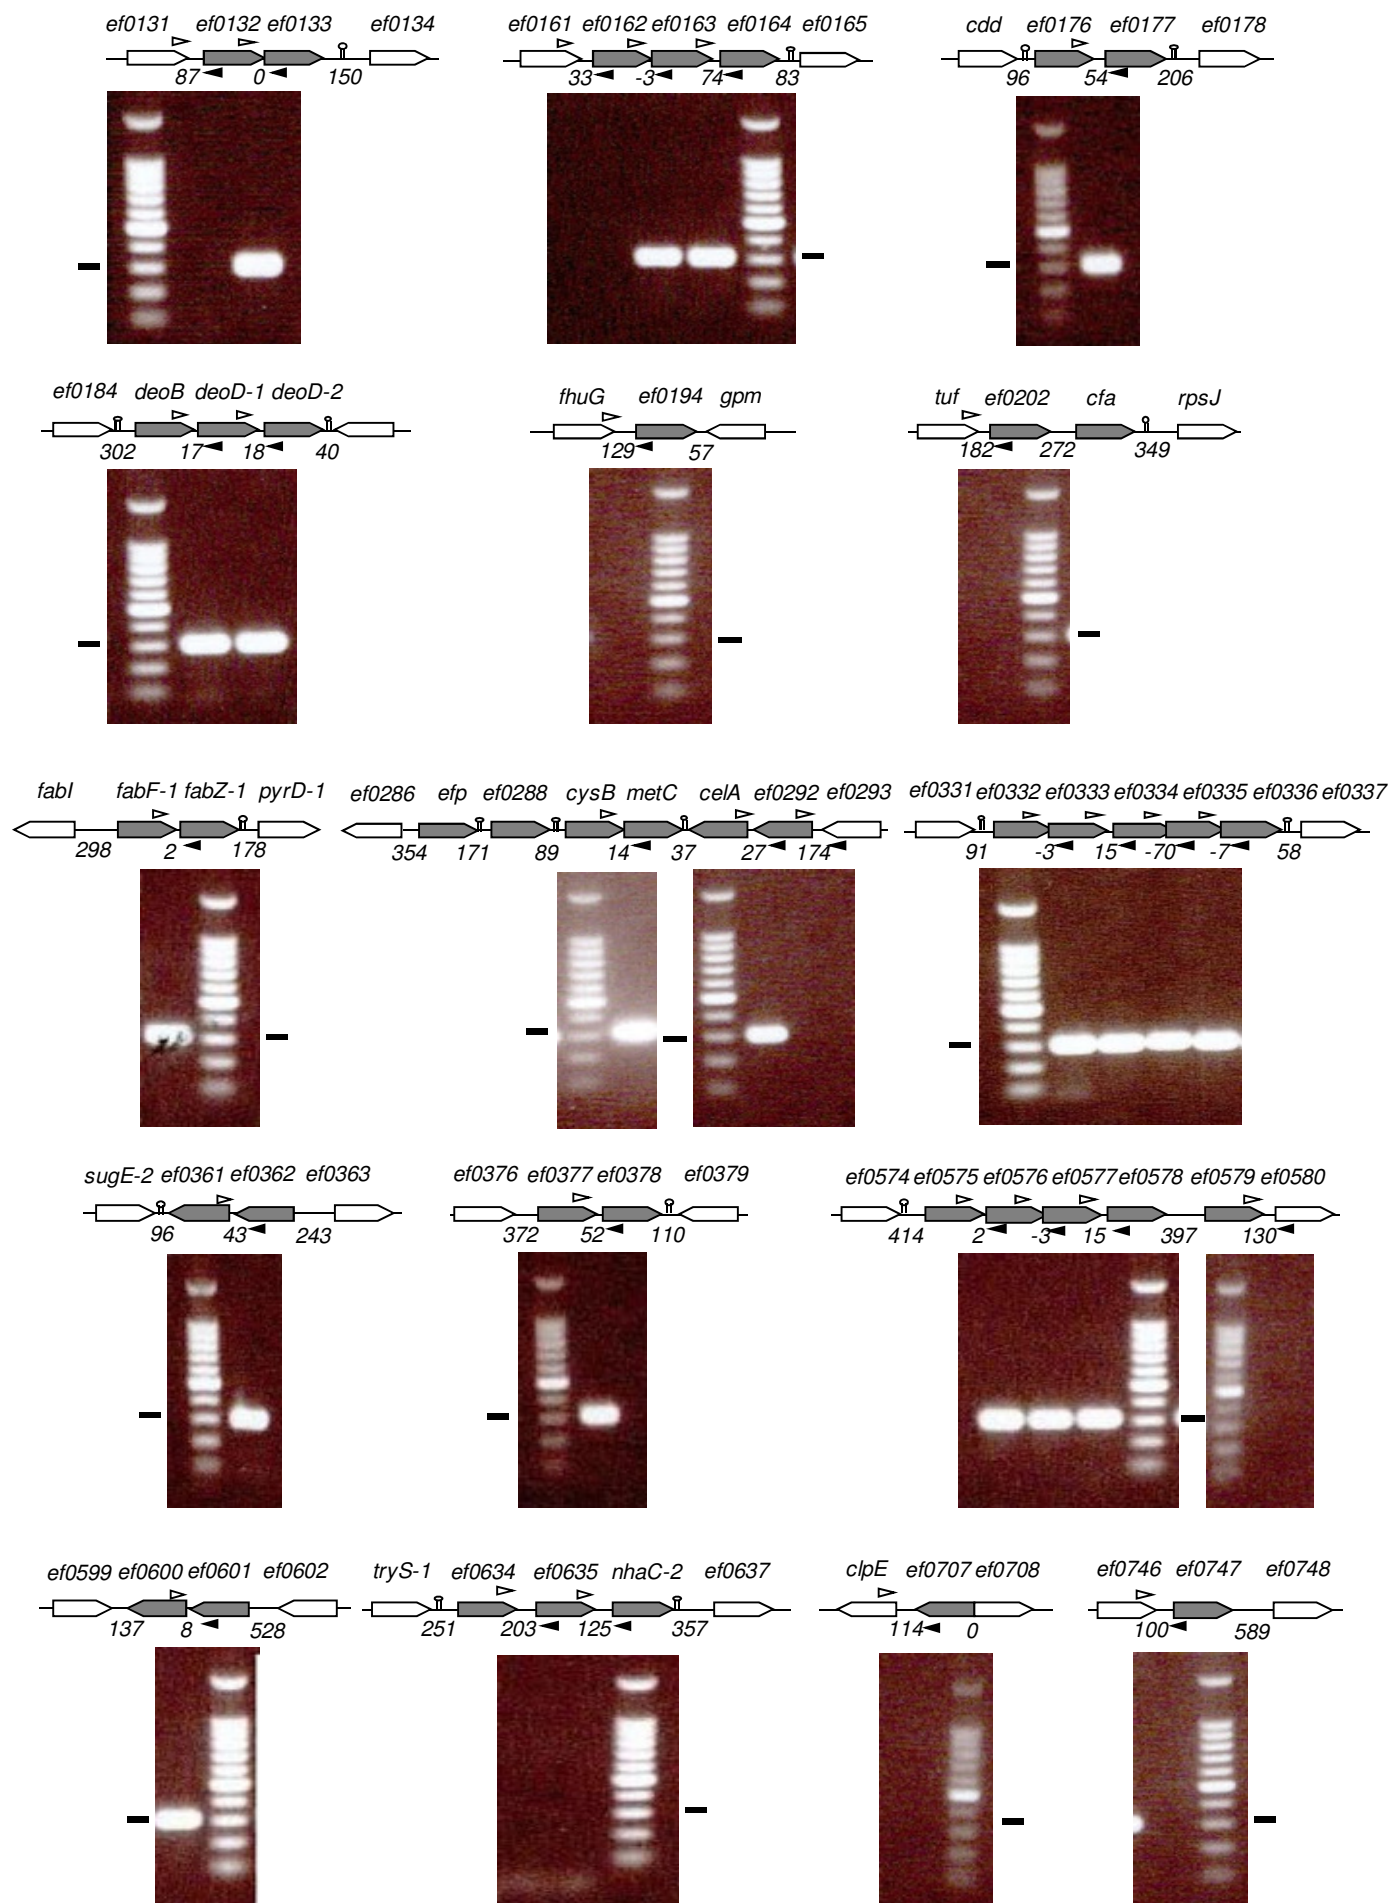 ef0131 ef0132 ef0133 ef0134
87 0 150
ef0161 ef0162 ef0163 ef0164 ef0165
33 -3 74 83
cdd ef0176 ef0177 ef0178
96 54 206
ef0184 deoB deoD-1 deoD-2
302 17 18 40
fhuG ef0194 gpm
129 57
tuf ef0202 cfa rpsJ
182 272 349
fabI fabF-1 fabZ-1 pyrD-1
298 2 178
ef0286 efp ef0288 cysB metC celA ef0292 ef0293
354 171 89 14 37 27 174
ef0331 ef0332 ef0333 ef0334 ef0335 ef0336 ef0337
91 -3 15 -70 -7 58
sugE-2 ef0361 ef0362 ef0363
96 43 243
ef0376 ef0377 ef0378 ef0379
372 52 110
ef0574 ef0575 ef0576 ef0577 ef0578 ef0579 ef0580
414 2 -3 15 397 130
ef0599 ef0600 ef0601 ef0602
137 8 528
tryS-1 ef0634 ef0635 nhaC-2 ef0637
251 203 125 357
clpE ef0707 ef0708
114 0
ef0746 ef0747 ef0748
100 589